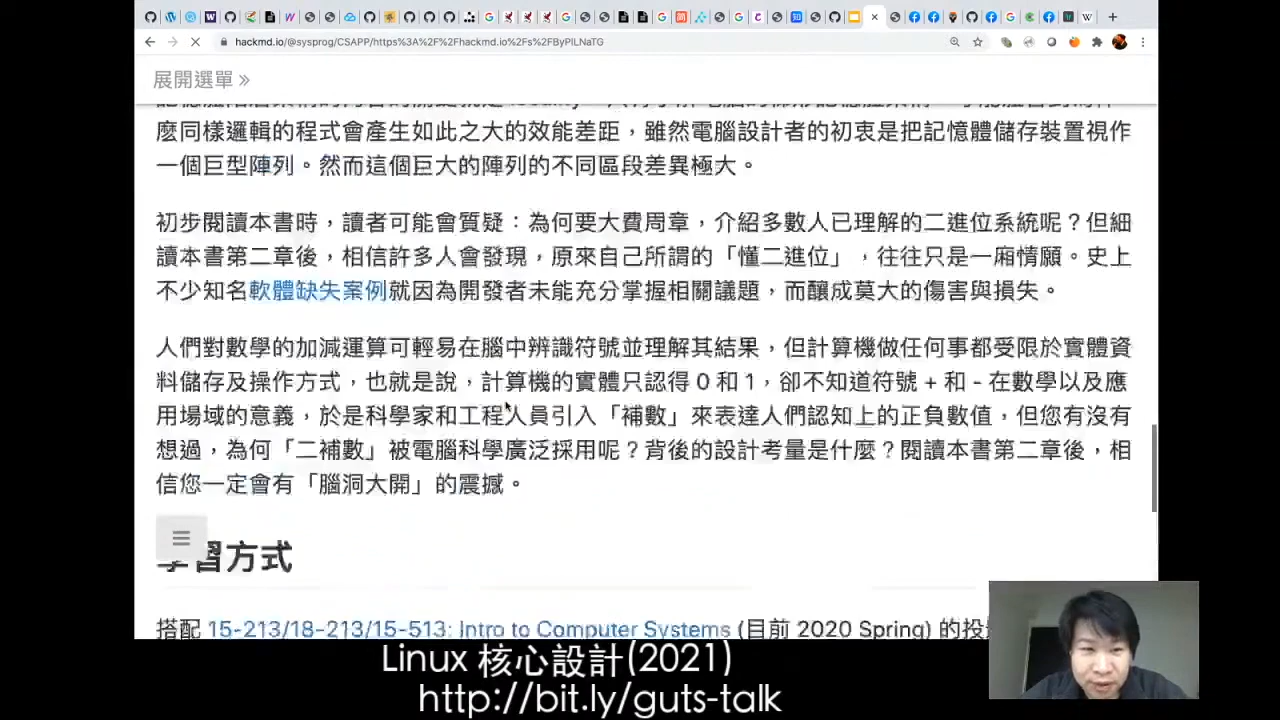 hackmd.io/@sysprog/CSAPP/https%3A%2F%2Fhackmd.io%2Fs%2FByPlLNaTG
展開選單 »
麼同樣邏輯的程式會產生如此之大的效能差距，雖然電腦設計者的初衷是把記憶體儲存裝置視作
一個巨型陣列。然而這個巨大的陣列的不同區段差異極大。
初步閱讀本書時，讀者可能會質疑：為何要大費周章，介紹多數人已理解的二進位系統呢？但細
讀本書第二章後，相信許多人會發現，原來自己所謂的「懂二進位」，往往只是一廂情願。史上
不少知名軟體缺失案例就因為開發者未能充分掌握相關議題，而釀成莫大的傷害與損失。
人們對數學的加減運算可輕易在腦中辨識符號並理解其結果，但計算機做任何事都受限於實體資
料儲存及操作方式，也就是說，計算機的實體只認得 0 和 1，卻不知道符號 + 和 - 在數學以及應
用場域的意義，於是科學家和工程人員引入「補數」來表達人們認知上的正負數值，但您有沒有
想過，為何「二補數」被電腦科學廣泛採用呢？背後的設計考量是什麼？閱讀本書第二章後，相
信您一定會有「腦洞大開」的震撼。
學習方式
搭配 15-213/18-213/15-513: Intro to Computer Systems (目前 2020 Spring) 的投
Linux 核心設計(2021)
http://bit.ly/guts-talk